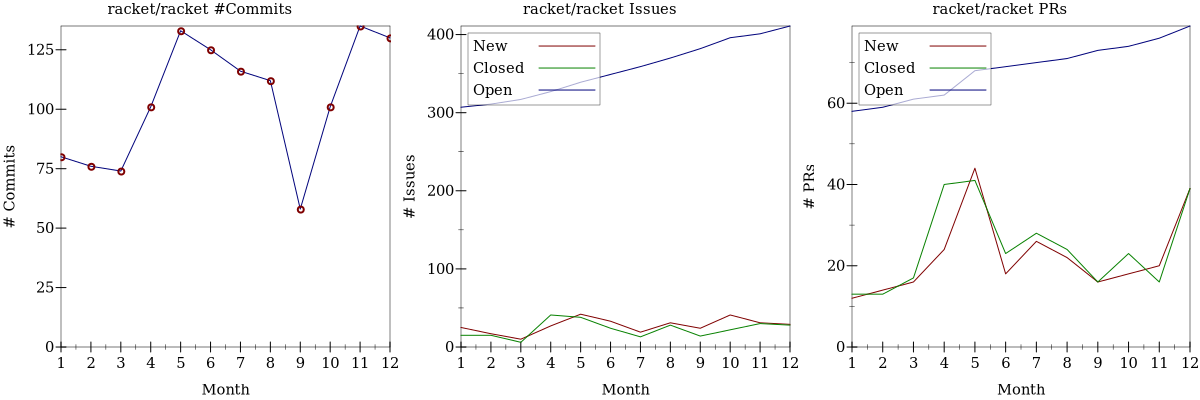 racket/racket #Commits
125
100
75
50
25
0
# Commits
1 2 3 4 5 6 7 8 9 10 11 12
Month
racket/racket Issues
New
Closed
Open
400
300
200
100
0
# Issues
1 2 3 4 5 6 7 8 9 10 11 12
Month
racket/racket PRs
New
Closed
Open
60
40
20
0
# PRs
1 2 3 4 5 6 7 8 9 10 11 12
Month